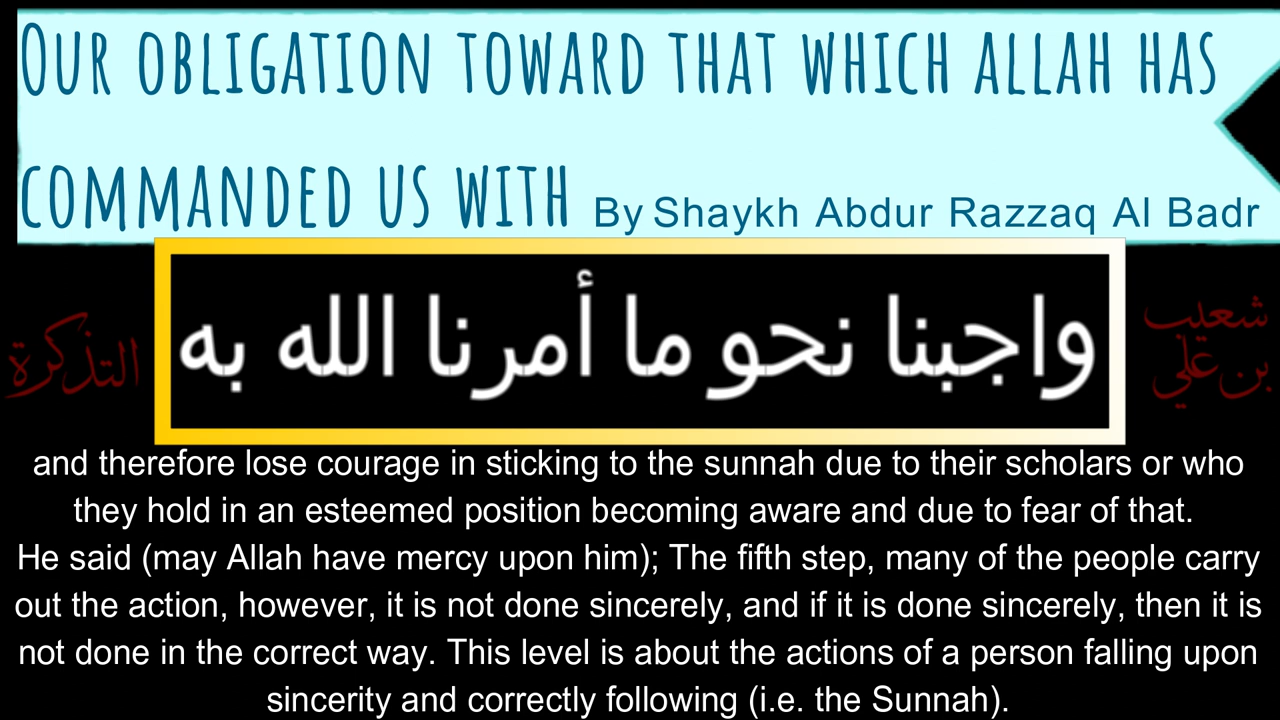 Our obligation toward that which Allah has
commanded us with By Shaykh Abdur Razzaq Al Badr
واجبنا نحو ما أمرنا الله به
شعيب
بن علي
التذكرة
and therefore lose courage in sticking to the sunnah due to their scholars or who
they hold in an esteemed position becoming aware and due to fear of that.
He said (may Allah have mercy upon him); The fifth step, many of the people carry
out the action, however, it is not done sincerely, and if it is done sincerely, then it is
not done in the correct way. This level is about the actions of a person falling upon
sincerity and correctly following (i.e. the Sunnah).